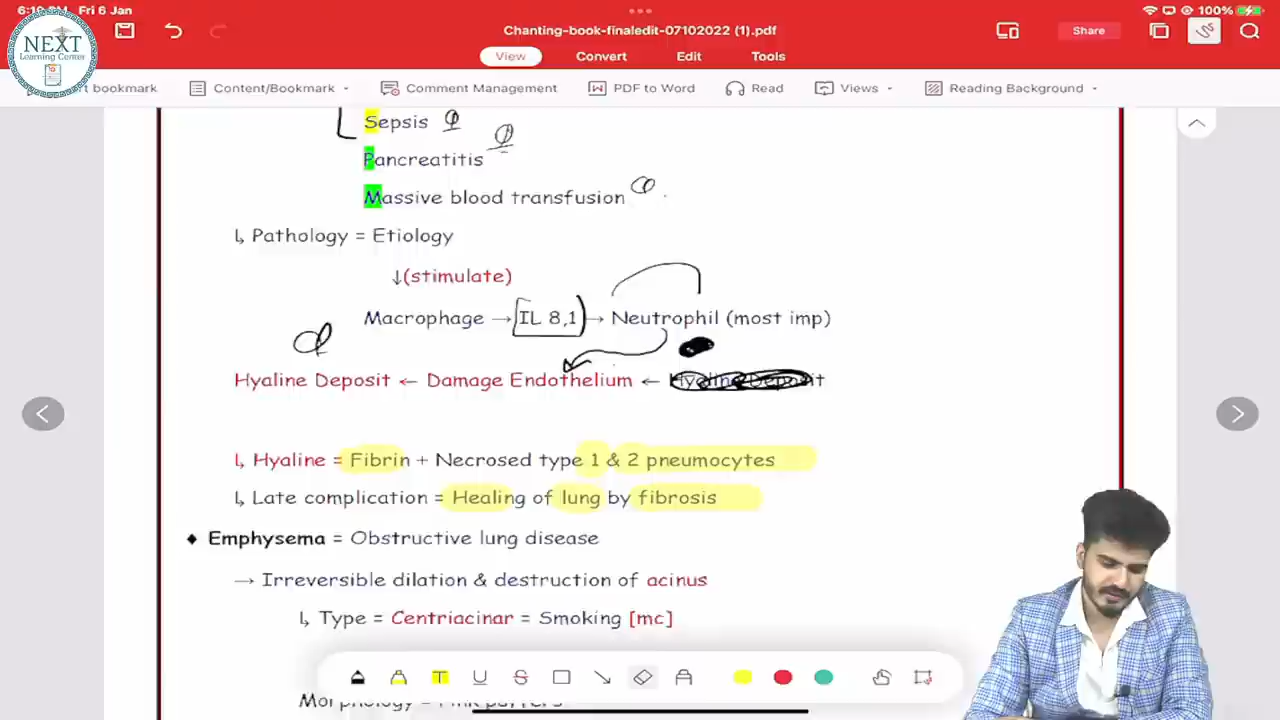 6:19 PM Fri 6 Jan
100%
NEXT
Learning Center
Chanting-book-finaledit-07102022 (1).pdf
Share
View Convert Edit Tools
bookmark Content/Bookmark Comment Management PDF to Word Read Views Reading Background
Sepsis
Pancreatitis
Massive blood transfusion
↳ Pathology = Etiology
↓(stimulate)
Macrophage → IL 8,1 → Neutrophil (most imp)
Hyaline Deposit ← Damage Endothelium ← Hyaline Deposit
↳ Hyaline = Fibrin + Necrosed type 1 & 2 pneumocytes
↳ Late complication = Healing of lung by fibrosis
◆ Emphysema = Obstructive lung disease
→ Irreversible dilation & destruction of acinus
↳ Type = Centriacinar = Smoking [mc]
Morphology =